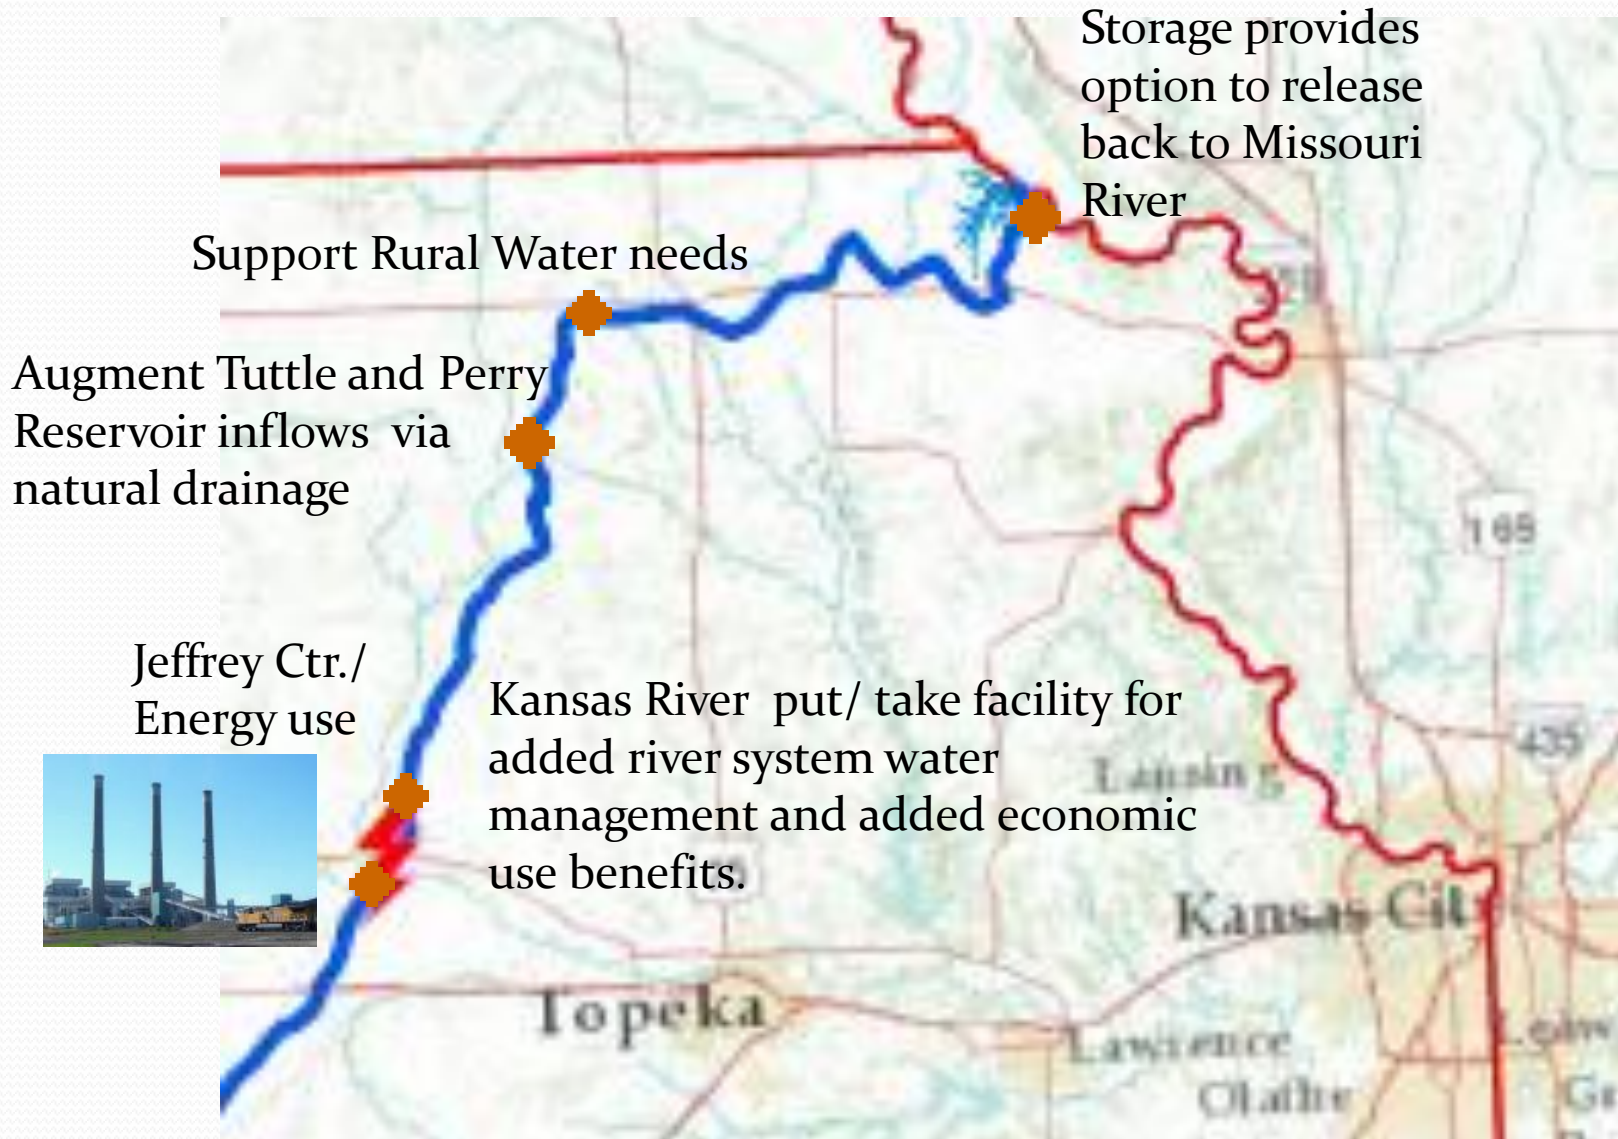 Storage provides
option to release
back to Missouri
River
Support Rural Water needs
Augment Tuttle and Perry
Reservoir inflows via
natural drainage
Jeffrey Ctr./
Energy use
Kansas River put/ take facility for
added river system water
management and added economic
use benefits.
168
435
Lansing
Kansas Cit
Topeka
Lawrence
Olathe